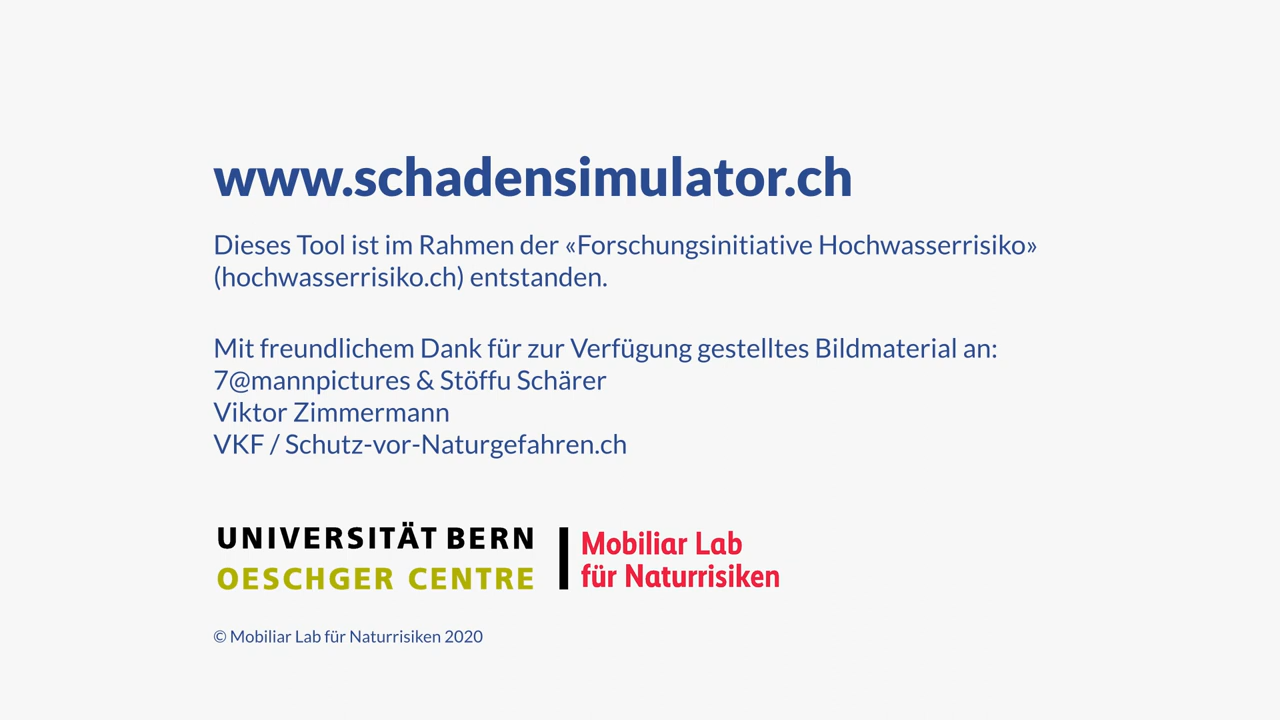 www.schadensimulator.ch
Dieses Tool ist im Rahmen der «Forschungsinitiative Hochwasserrisiko»
(hochwasserrisiko.ch) entstanden.
Mit freundlichem Dank für zur Verfügung gestelltes Bildmaterial an:
7@mannpictures & Stöffu Schärer
Viktor Zimmermann
VKF / Schutz-vor-Naturgefahren.ch
UNIVERSITÄT BERN
OESCHGER CENTRE
Mobiliar Lab
für Naturrisiken
© Mobiliar Lab für Naturrisiken 2020